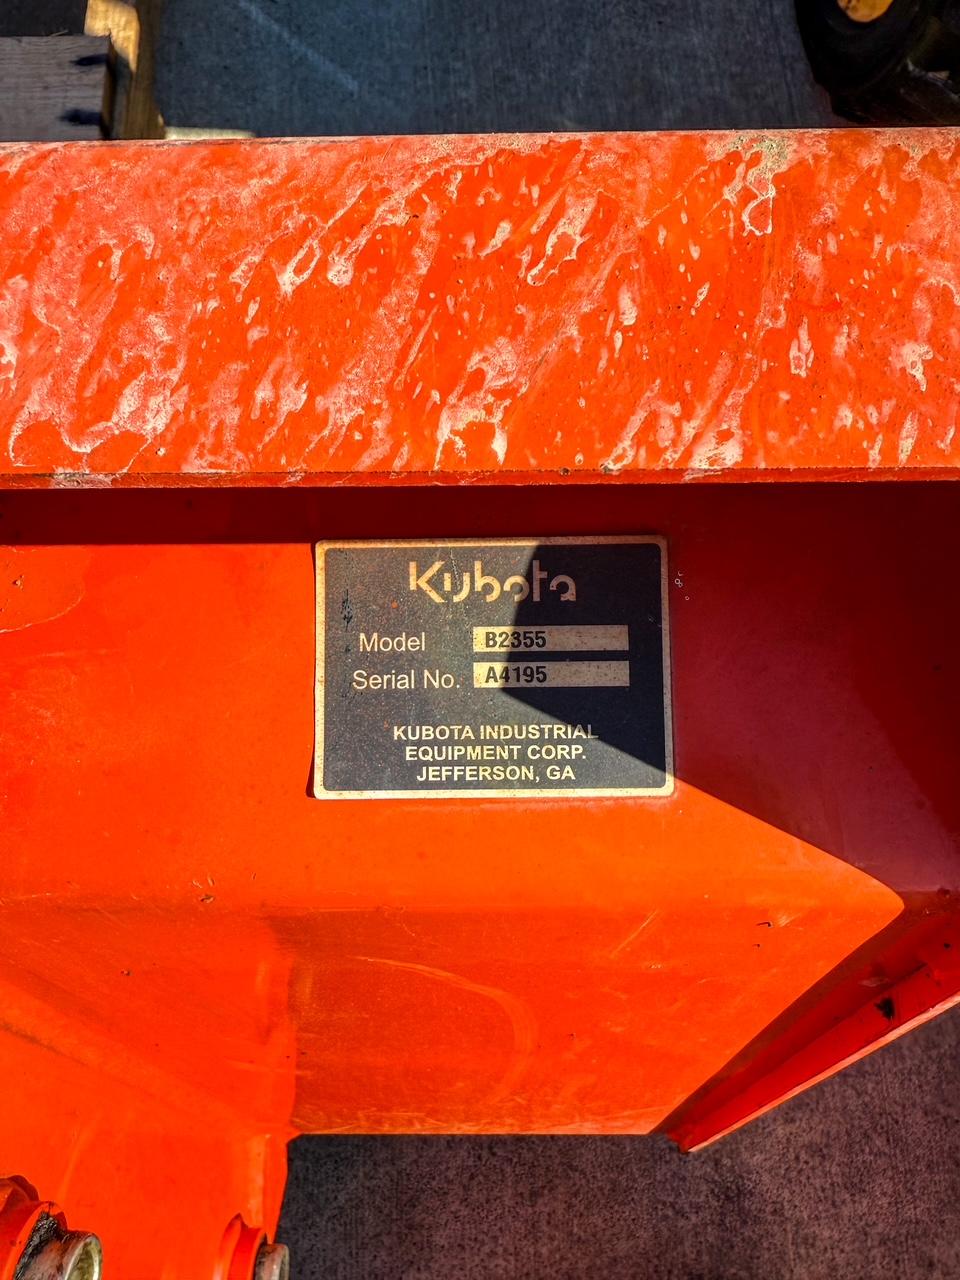 Kubota
Model B2355
Serial No. A4195
KUBOTA INDUSTRIAL
EQUIPMENT CORP.
JEFFERSON, GA